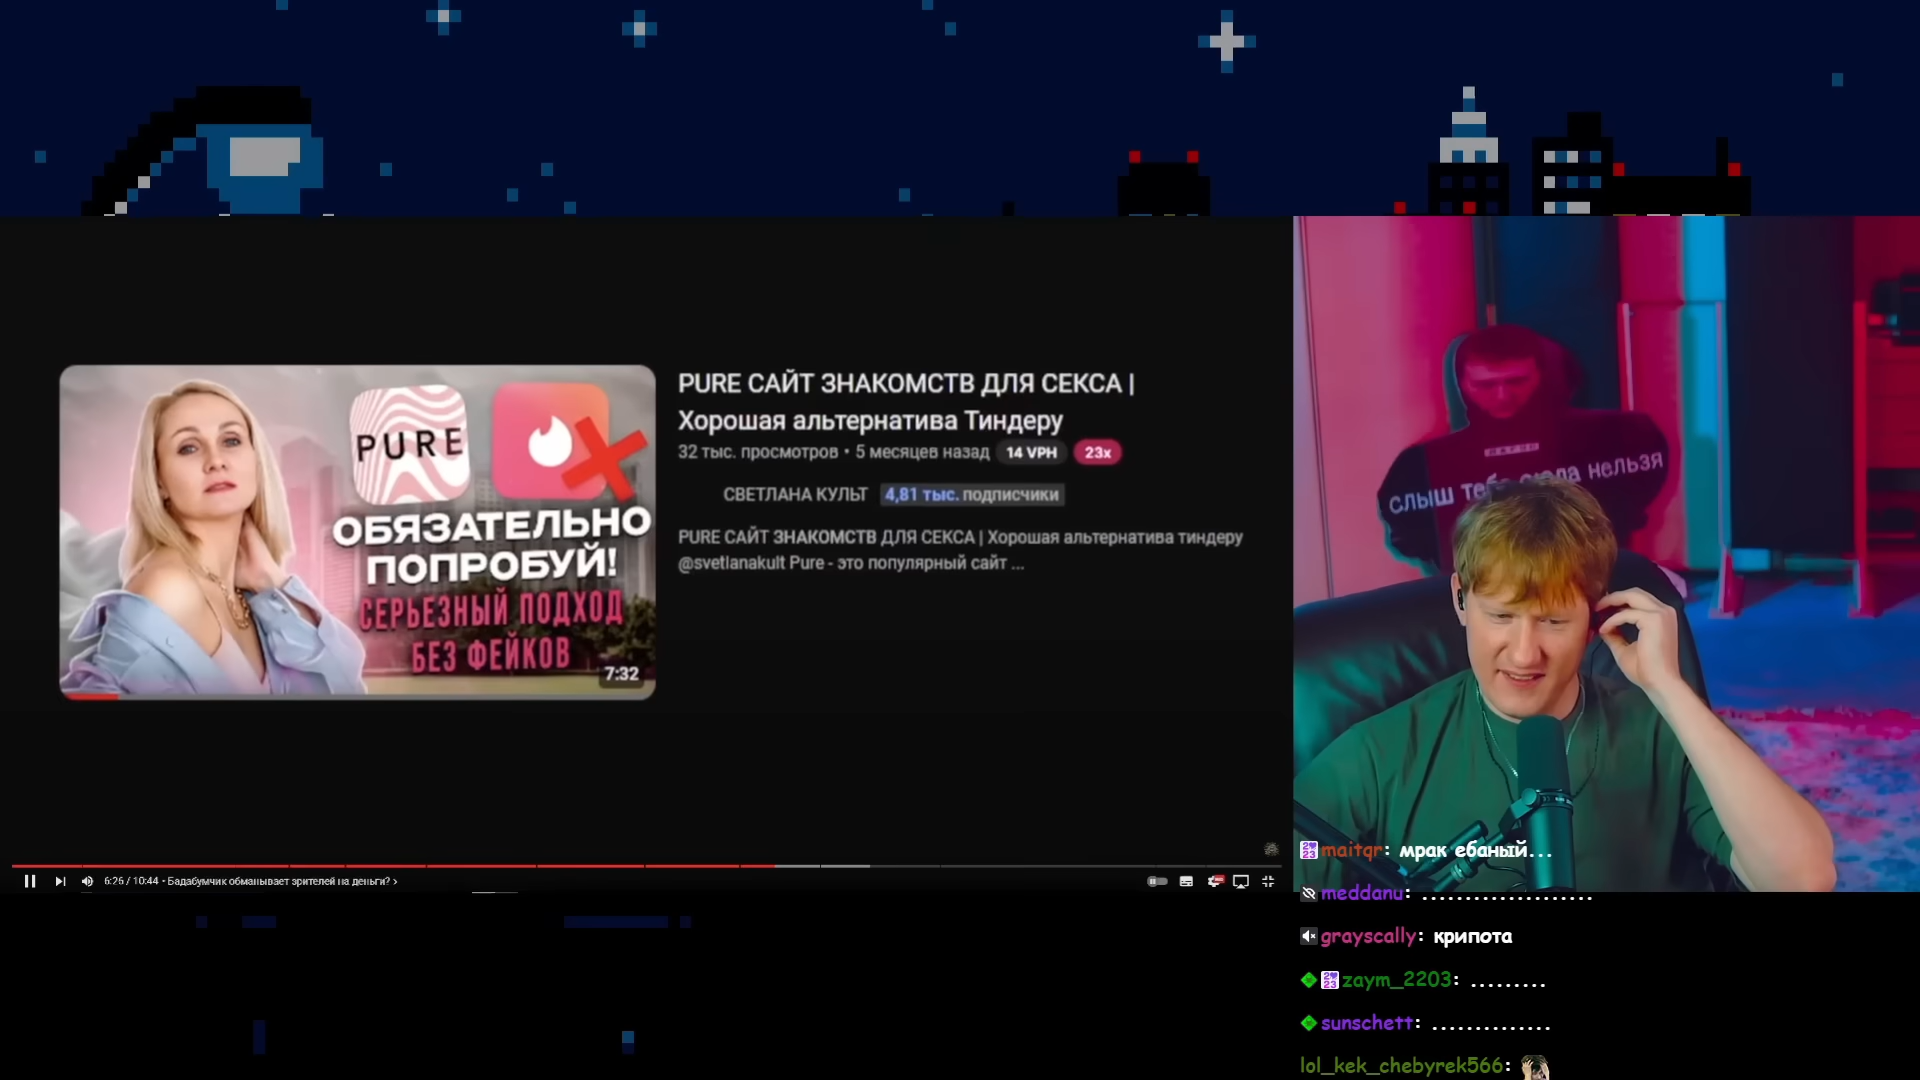 PURE
ОБЯЗАТЕЛЬНО
ПОПРОБУЙ!
СЕРЬЕЗНЫЙ ПОДХОД
БЕЗ ФЕЙКОВ
7:32
PURE САЙТ ЗНАКОМСТВ ДЛЯ СЕКСА |
Хорошая альтернатива Тиндеру
32 тыс. просмотров • 5 месяцев назад 14 VPH 23x
СВЕТЛАНА КУЛЬТ 4,81 тыс. подписчики
PURE САЙТ ЗНАКОМСТВ ДЛЯ СЕКСА | Хорошая альтернатива тиндеру
@svetlanakult Pure - это популярный сайт ...
6:26 / 10:44 • Бадабумчик обманывает зрителей на деньги? ›
слыш тебе сюда нельзя
maitqr: мрак ебаный...
meddanu: ....................
grayscally: крипота
zaym_2203: .........
sunschett: ..............
lol_kek_chebyrek566: